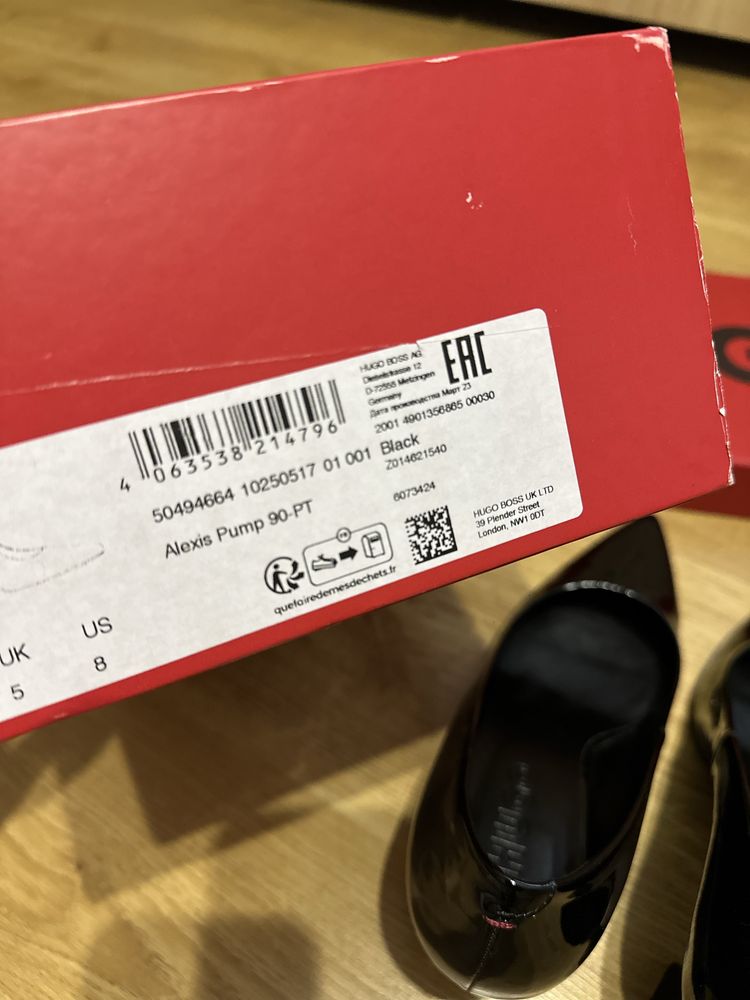 4 063538 214796
50494664 10250517 01 001 Black
Alexis Pump 90-PT
HUGO BOSS AG
Dieselstrasse 12
D-72555 Metzingen
Germany
Дата производства Март 23
2001 4901356865 00030
Z014621540
6073424
EAC
FR
quefairedemesdechets.fr
HUGO BOSS UK LTD
39 Plender Street
London, NW1 0DT
UK US
5 8